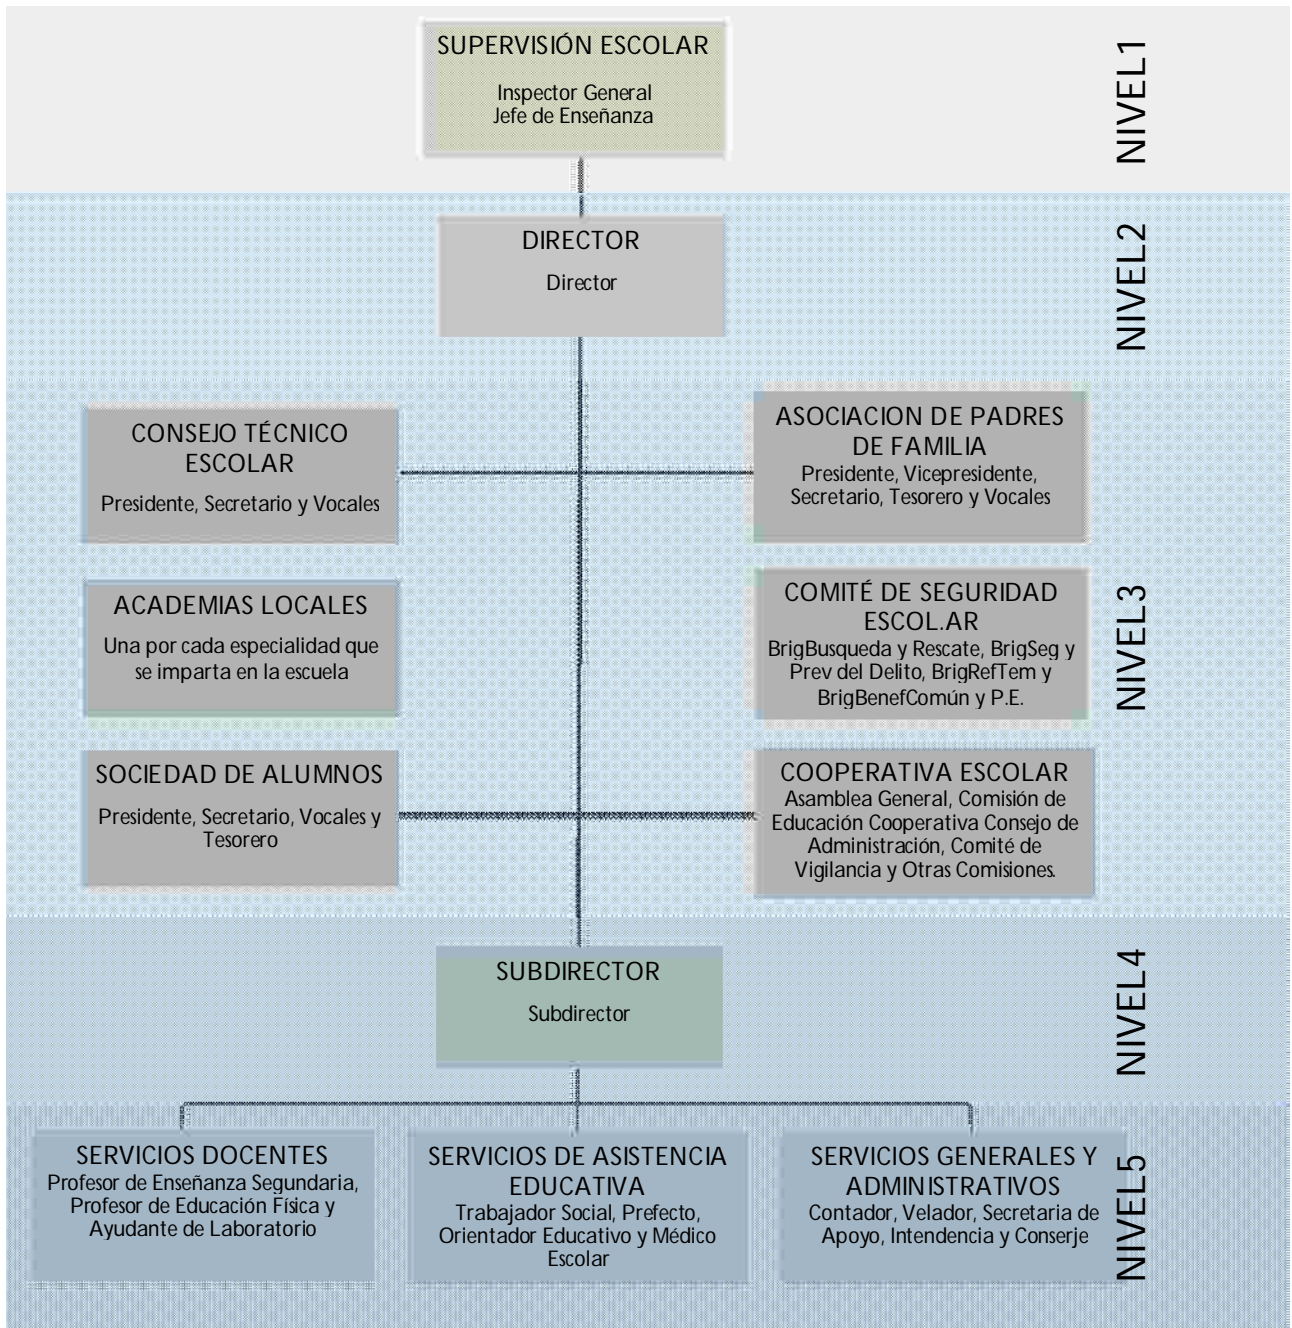 SUPERVISIÓN ESCOLAR
Inspector General
Jefe de Enseñanza
NIVEL1
DIRECTOR
Director
NIVEL2
CONSEJO TÉCNICO
ESCOLAR
Presidente, Secretario y Vocales
ASOCIACION DE PADRES
DE FAMILIA
Presidente, Vicepresidente,
Secretario, Tesorero y Vocales
ACADEMIAS LOCALES
Una por cada especialidad que
se imparta en la escuela
COMITÉ DE SEGURIDAD
ESCOL.AR
BrigBusqueda y Rescate, BrigSeg y
Prev del Delito, BrigRefTem y
BrigBenefComún y P.E.
NIVEL3
SOCIEDAD DE ALUMNOS
Presidente, Secretario, Vocales y
Tesorero
COOPERATIVA ESCOLAR
Asamblea General, Comisión de
Educación Cooperativa Consejo de
Administración, Comité de
Vigilancia y Otras Comisiones.
SUBDIRECTOR
Subdirector
NIVEL4
SERVICIOS DOCENTES
Profesor de Enseñanza Segundaria,
Profesor de Educación Física y
Ayudante de Laboratorio
SERVICIOS DE ASISTENCIA
EDUCATIVA
Trabajador Social, Prefecto,
Orientador Educativo y Médico
Escolar
SERVICIOS GENERALES Y
ADMINISTRATIVOS
Contador, Velador, Secretaria de
Apoyo, Intendencia y Conserje
NIVEL5